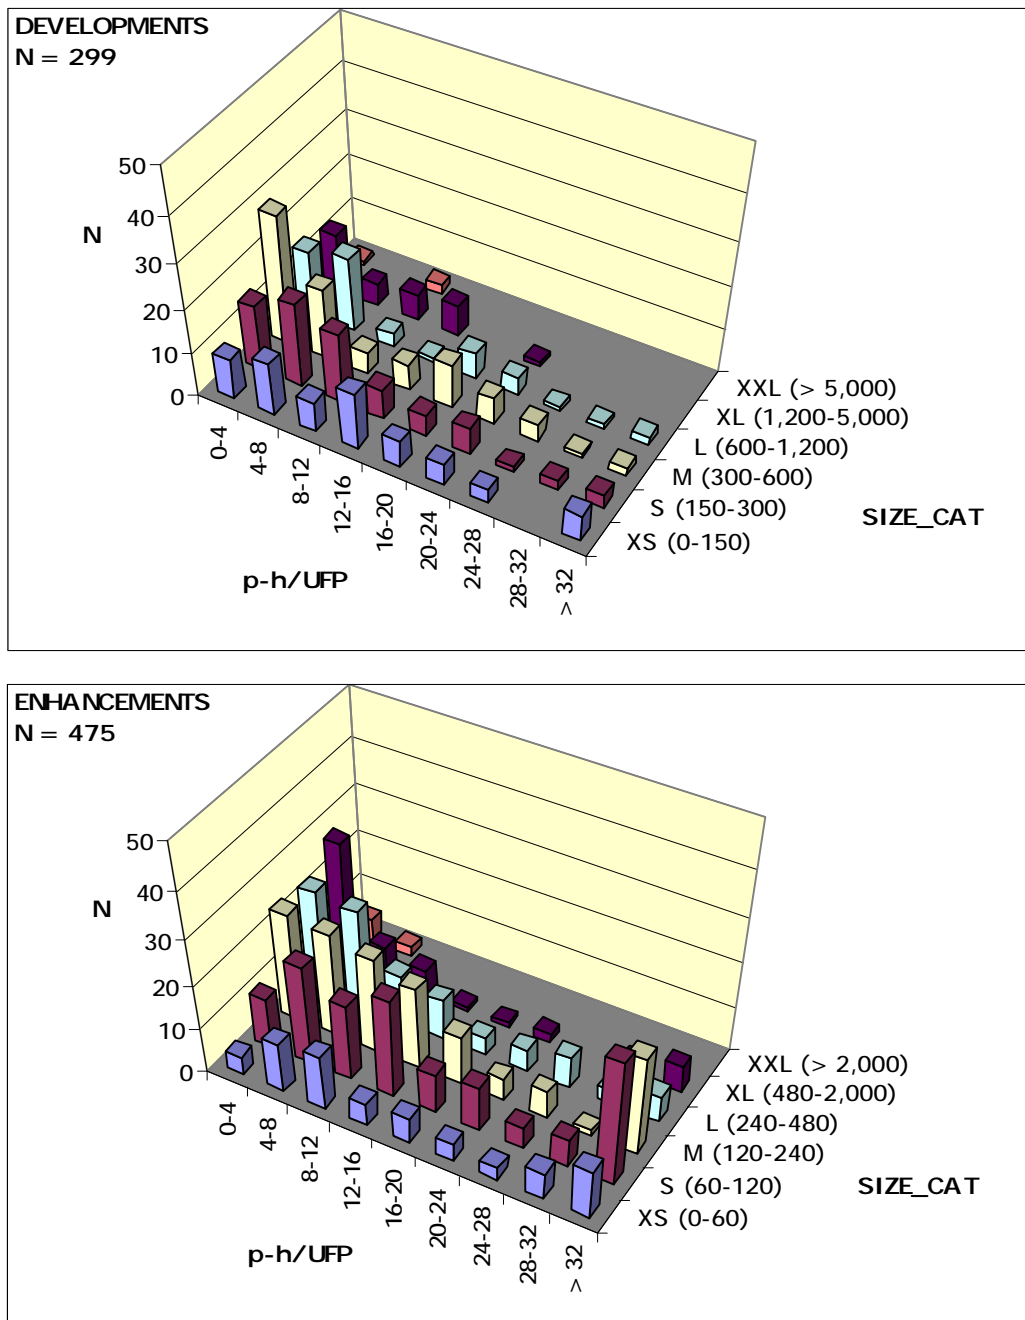 DEVELOPMENTS
N = 299
50
40
N
30
20
10
0
0-4
4-8
8-12
12-16
16-20
20-24
24-28
28-32
> 32
XXL (> 5,000)
XL (1,200-5,000)
L (600-1,200)
M (300-600)
S (150-300)
XS (0-150)
SIZE_CAT
p-h/UFP
ENHANCEMENTS
N = 475
50
40
N
30
20
10
0
0-4
4-8
8-12
12-16
16-20
20-24
24-28
28-32
> 32
XXL (> 2,000)
XL (480-2,000)
L (240-480)
M (120-240)
S (60-120)
XS (0-60)
SIZE_CAT
p-h/UFP